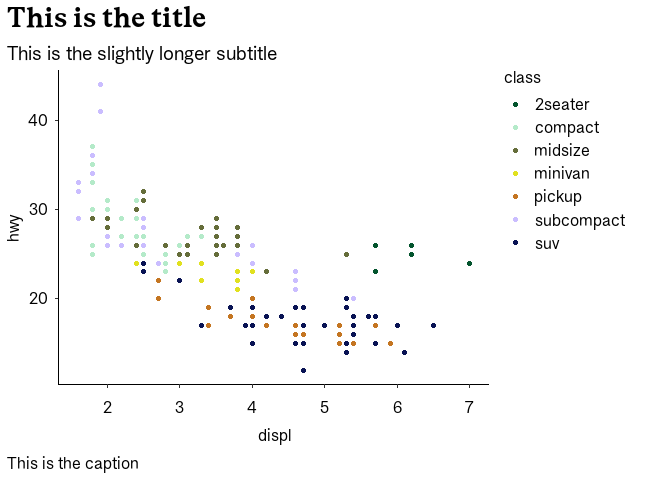 This is the title
This is the slightly longer subtitle
class
2seater
compact
midsize
minivan
pickup
subcompact
suv
hwy
40
30
20
2 3 4 5 6 7
displ
This is the caption